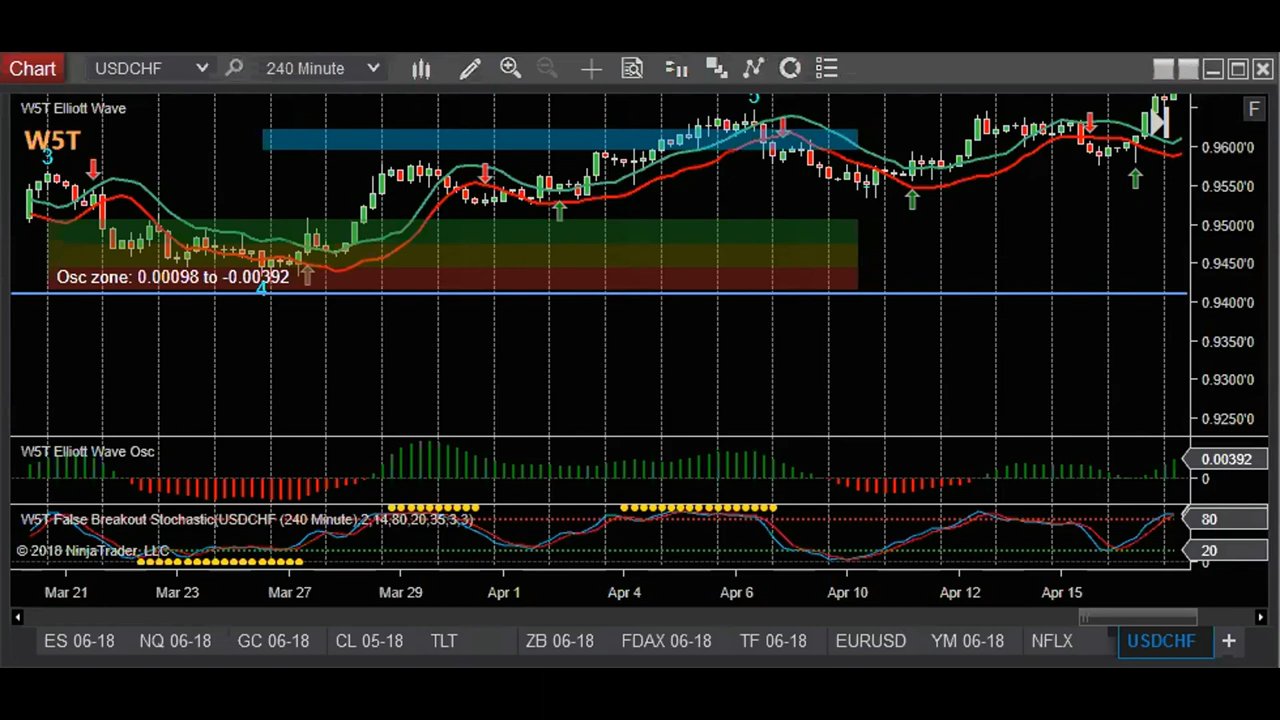 Chart USDCHF 240 Minute
W5T Elliott Wave
F
W5T
3
5
4
Osc zone: 0.00098 to -0.00392
0.9600'0
0.9550'0
0.9500'0
0.9450'0
0.9400'0
0.9350'0
0.9300'0
0.9250'0
W5T Elliott Wave Osc
0.00392
0
W5T False Breakout Stochastic(USDCHF (240 Minute),2,14,80,20,35,3,3)
80
© 2018 NinjaTrader, LLC
20
0
Mar 21 Mar 23 Mar 27 Mar 29 Apr 1 Apr 4 Apr 6 Apr 10 Apr 12 Apr 15
ES 06-18 NQ 06-18 GC 06-18 CL 05-18 TLT ZB 06-18 FDAX 06-18 TF 06-18 EURUSD YM 06-18 NFLX USDCHF +